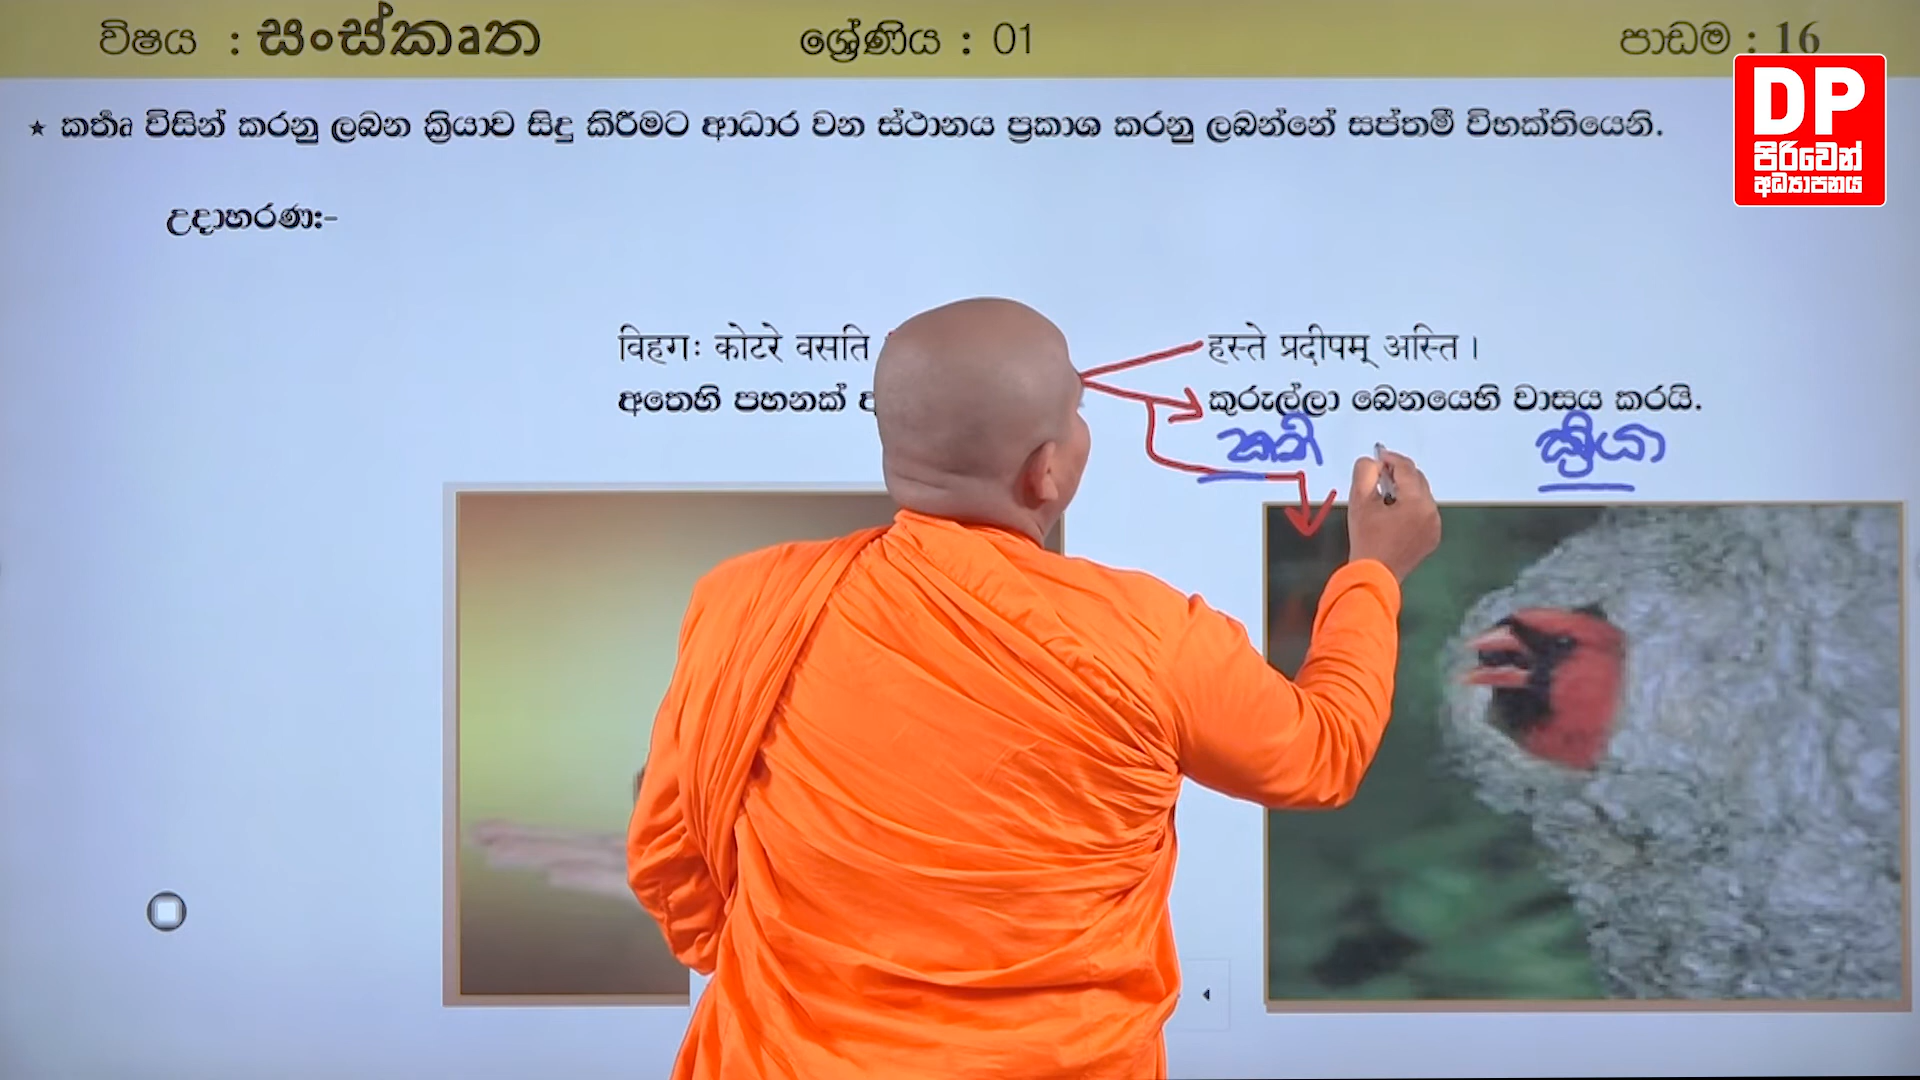 විෂය : සංස්කෘත ශ්‍රේණිය : 01 පාඩම : 16
DP
පිරිවෙන්
අධ්‍යාපනය
★ කර්තෘ විසින් කරනු ලබන ක්‍රියාව සිදු කිරීමට ආධාර වන ස්ථානය ප්‍රකාශ කරනු ලබන්නේ සප්තමී විභක්තියෙනි.
උදාහරණ:-
विहगः कोटरे वसति
हस्ते प्रदीपम् अस्ति ।
අතෙහි පහනක්
කුරුල්ලා බෙනයෙහි වාසය කරයි.
ක්‍රියා